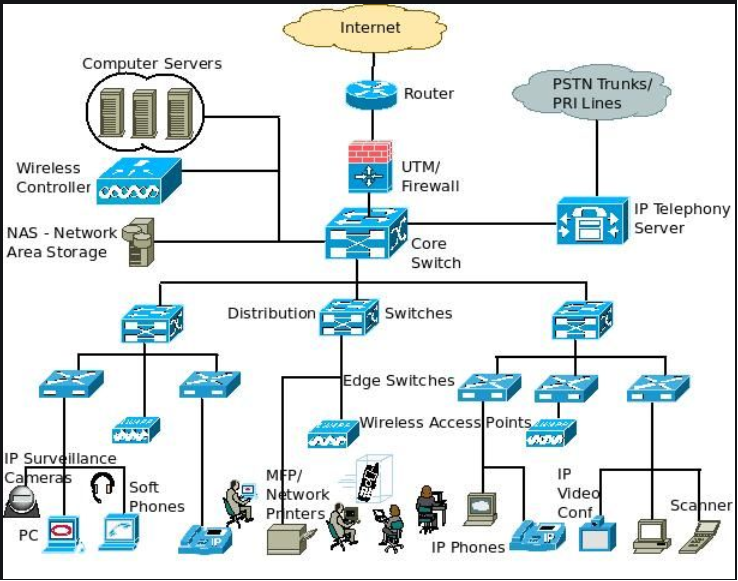 Internet
Computer Servers
Router
PSTN Trunks/
PRI Lines
Wireless
Controller
UTM/
Firewall
NAS - Network
Area Storage
IP Telephony
Server
Core
Switch
Distribution
Switches
Edge Switches
Wireless Access Points
IP Surveillance
Cameras
Soft
Phones
MFP/
Network
Printers
IP
Video
Conf
Scanner
PC
IP
IP Phones
IP